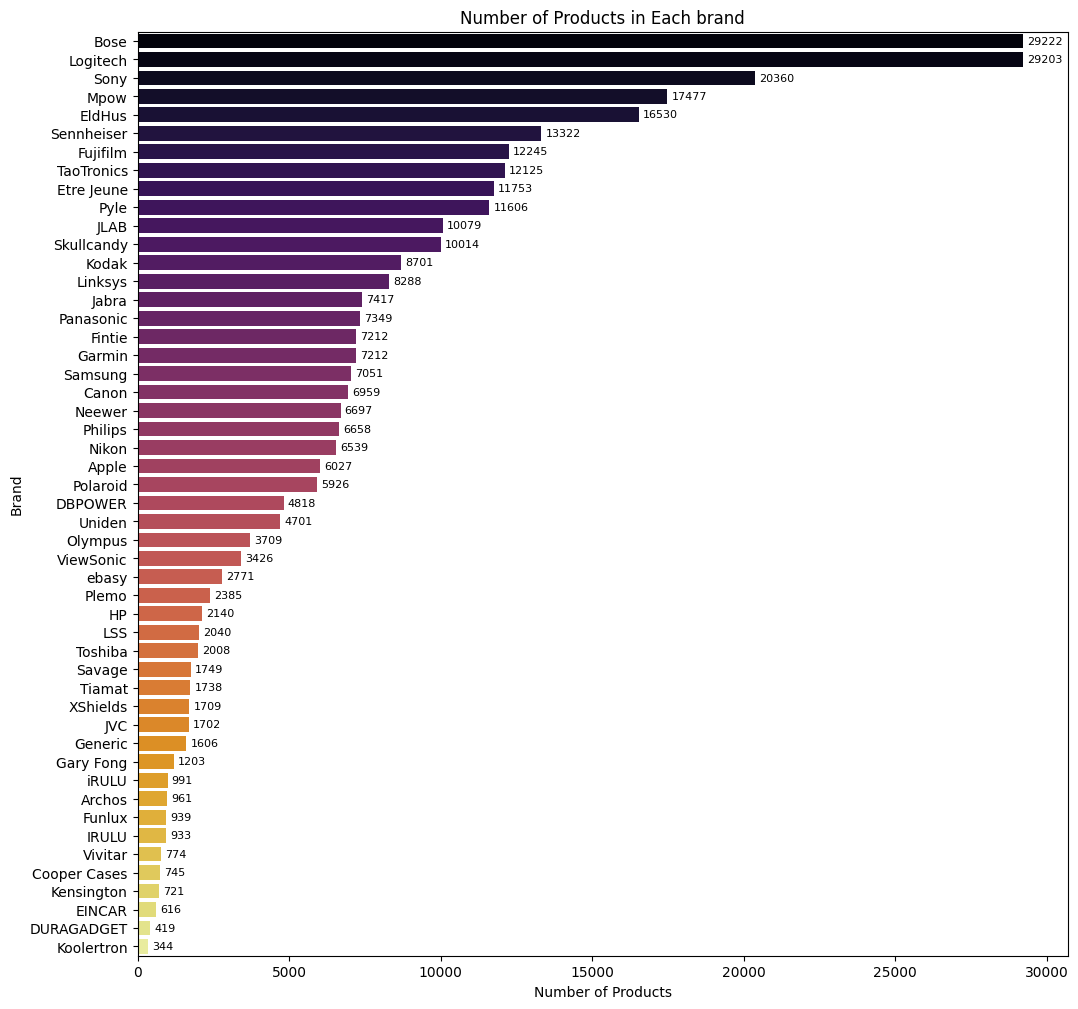 Number of Products in Each brand
Bose 29222
Logitech 29203
Sony 20360
Mpow 17477
EldHus 16530
Sennheiser 13322
Fujifilm 12245
TaoTronics 12125
Etre Jeune 11753
Pyle 11606
JLAB 10079
Skullcandy 10014
Kodak 8701
Linksys 8288
Jabra 7417
Panasonic 7349
Fintie 7212
Garmin 7212
Samsung 7051
Canon 6959
Neewer 6697
Philips 6658
Nikon 6539
Apple 6027
Polaroid 5926
DBPOWER 4818
Uniden 4701
Olympus 3709
ViewSonic 3426
ebasy 2771
Plemo 2385
HP 2140
LSS 2040
Toshiba 2008
Savage 1749
Tiamat 1738
XShields 1709
JVC 1702
Generic 1606
Gary Fong 1203
iRULU 991
Archos 961
Funlux 939
IRULU 933
Vivitar 774
Cooper Cases 745
Kensington 721
EINCAR 616
DURAGADGET 419
Koolertron 344
Brand
0 5000 10000 15000 20000 25000 30000
Number of Products